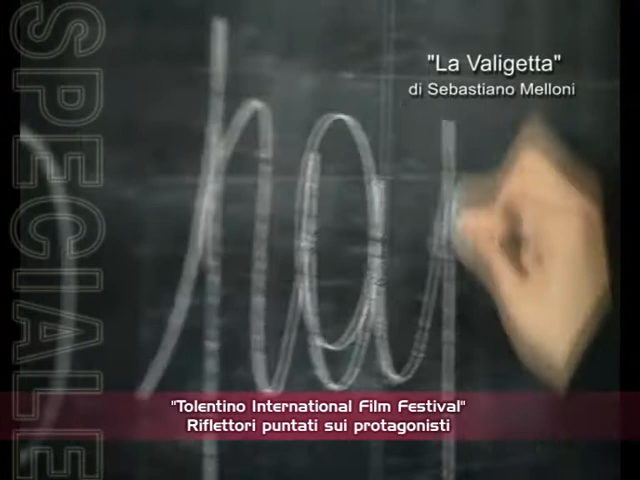 SPECIALE
"La Valigetta"
di Sebastiano Melloni
"Tolentino International Film Festival"
Riflettori puntati sui protagonisti